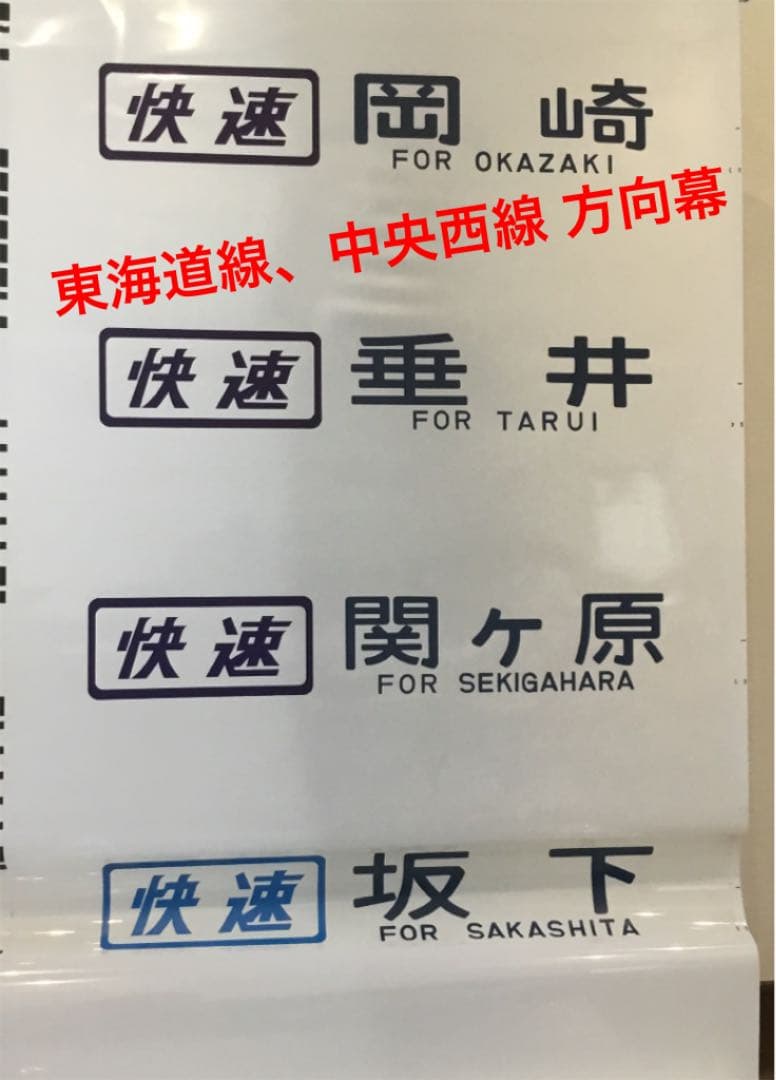 快速 岡崎
FOR OKAZAKI
東海道線、中央西線 方向幕
快速 垂井
FOR TARUI
快速 関ヶ原
FOR SEKIGAHARA
快速 坂下
FOR SAKASHITA